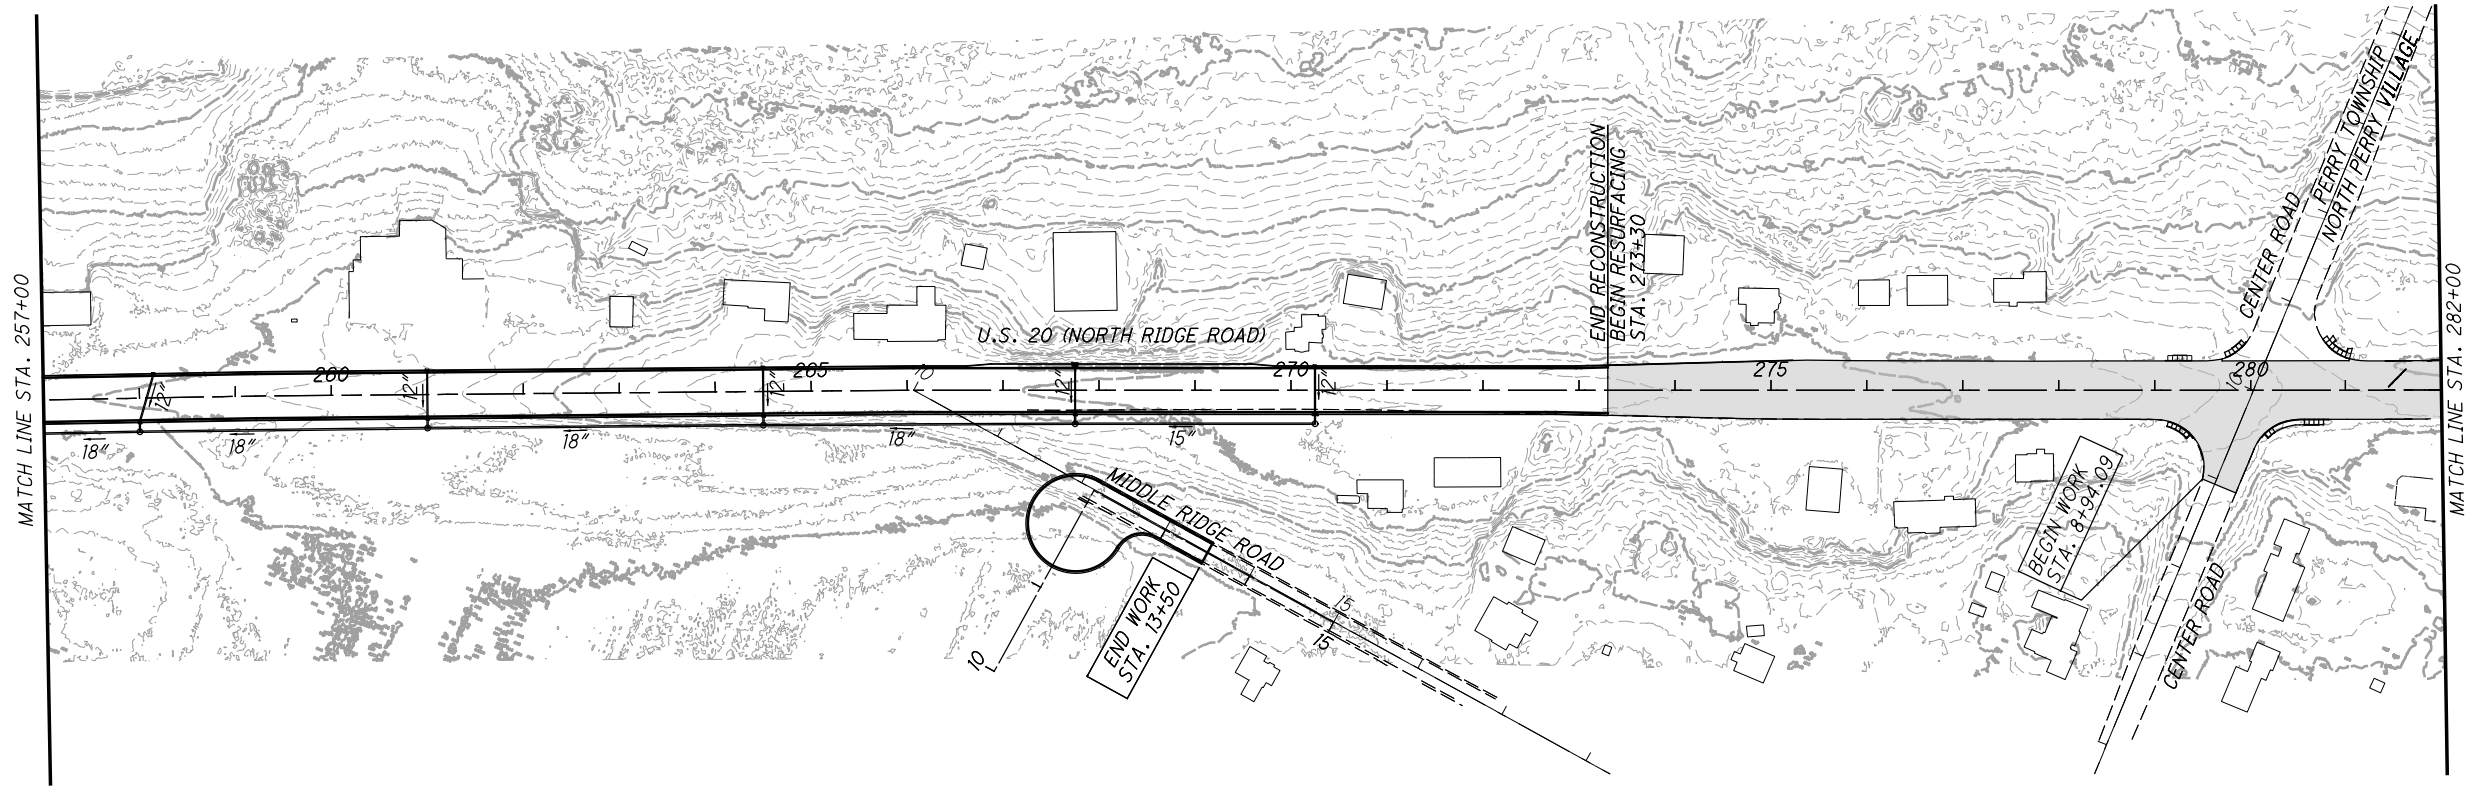 MATCH LINE STA. 257+00
U.S. 20 (NORTH RIDGE ROAD)
260
265
270
275
280
10
10
12"
12"
12"
12"
12"
18"
18"
18"
18"
15"
END RECONSTRUCTION
BEGIN RESURFACING
STA. 273+30
CENTER ROAD
PERRY TOWNSHIP
NORTH PERRY VILLAGE
MIDDLE RIDGE ROAD
END WORK
STA. 13+50
10
15
15
BEGIN WORK
STA. 8+94.09
CENTER ROAD
MATCH LINE STA. 282+00